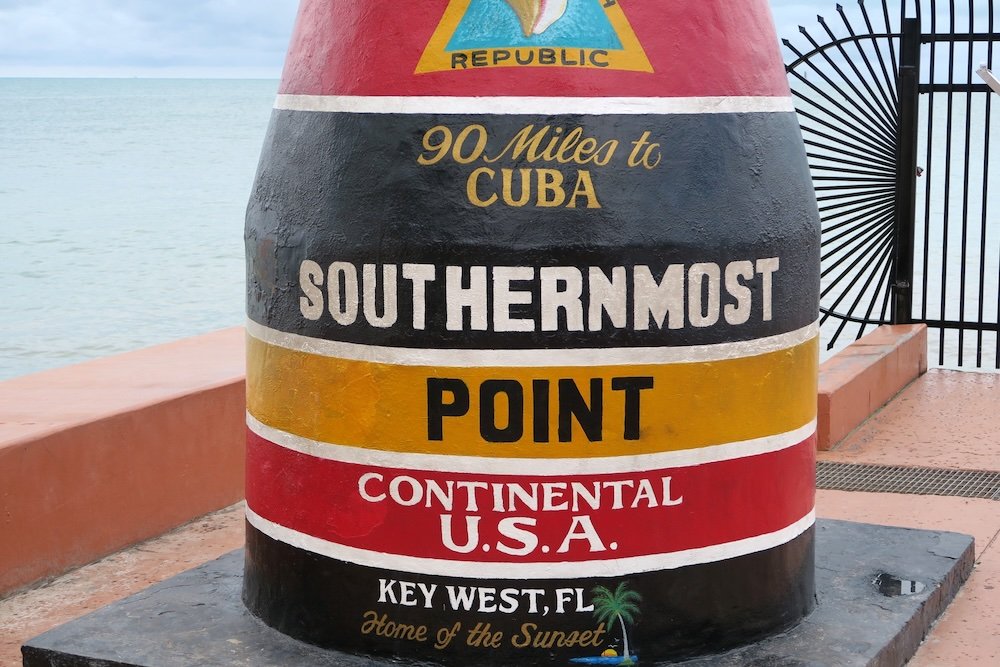 REPUBLIC
90 Miles to
CUBA
SOUTHERNMOST
POINT
CONTINENTAL
U.S.A.
KEY WEST, FL
Home of the Sunset